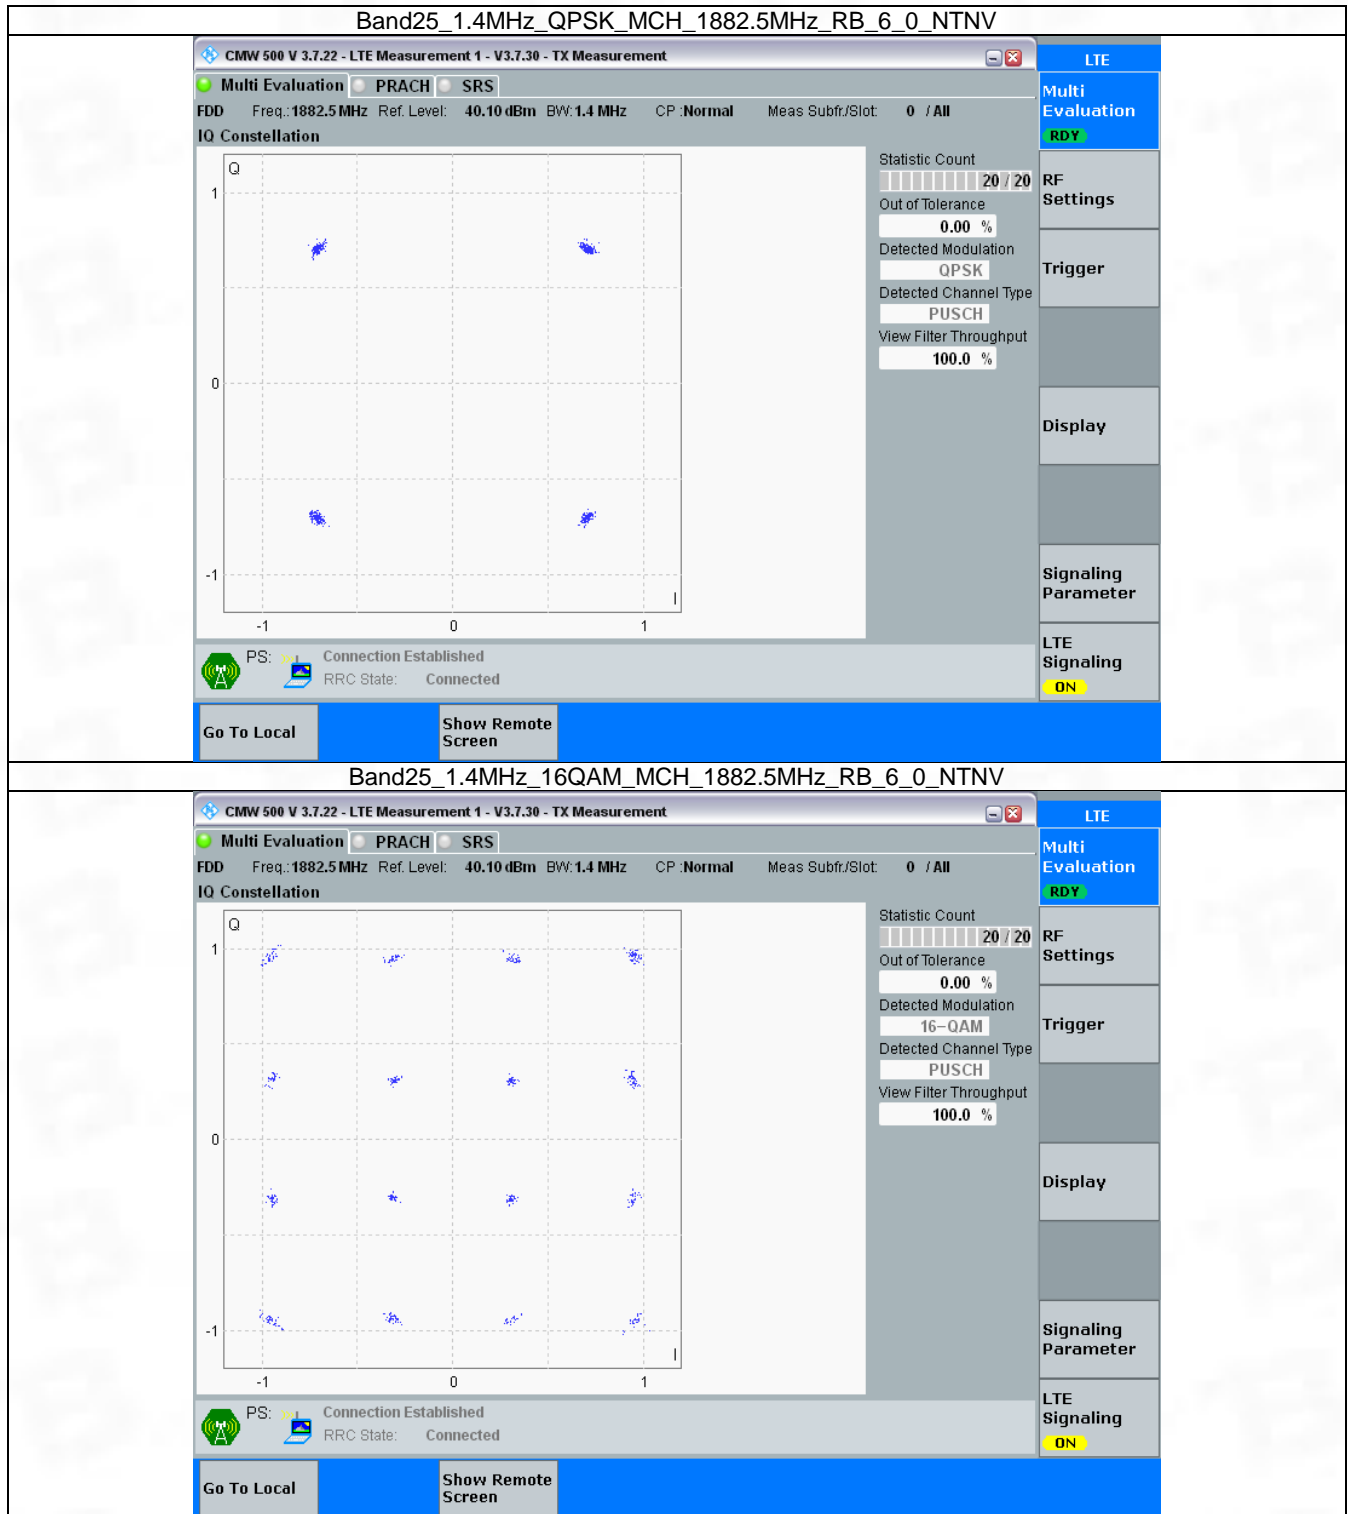 Band25_1.4MHz_QPSK_MCH_1882.5MHz_RB_6_0_NTNV
CMW 500 V 3.7.22 - LTE Measurement 1 - V3.7.30 - TX Measurement
LTE
Multi Evaluation PRACH SRS
Multi
Evaluation
RDY
FDD Freq.: 1882.5 MHz Ref. Level: 40.10 dBm BW: 1.4 MHz CP : Normal Meas Subfr./Slot: 0 / All
IQ Constellation
Q
1
0
-1
I
-1 0 1
Statistic Count
20 / 20
Out of Tolerance
0.00 %
Detected Modulation
QPSK
Detected Channel Type
PUSCH
View Filter Throughput
100.0 %
RF
Settings
Trigger
Display
Signaling
Parameter
LTE
Signaling
ON
PS: Connection Established
RRC State: Connected
Go To Local
Show Remote
Screen
Band25_1.4MHz_16QAM_MCH_1882.5MHz_RB_6_0_NTNV
CMW 500 V 3.7.22 - LTE Measurement 1 - V3.7.30 - TX Measurement
LTE
Multi Evaluation PRACH SRS
Multi
Evaluation
RDY
FDD Freq.: 1882.5 MHz Ref. Level: 40.10 dBm BW: 1.4 MHz CP : Normal Meas Subfr./Slot: 0 / All
IQ Constellation
Q
1
0
-1
I
-1 0 1
Statistic Count
20 / 20
Out of Tolerance
0.00 %
Detected Modulation
16-QAM
Detected Channel Type
PUSCH
View Filter Throughput
100.0 %
RF
Settings
Trigger
Display
Signaling
Parameter
LTE
Signaling
ON
PS: Connection Established
RRC State: Connected
Go To Local
Show Remote
Screen